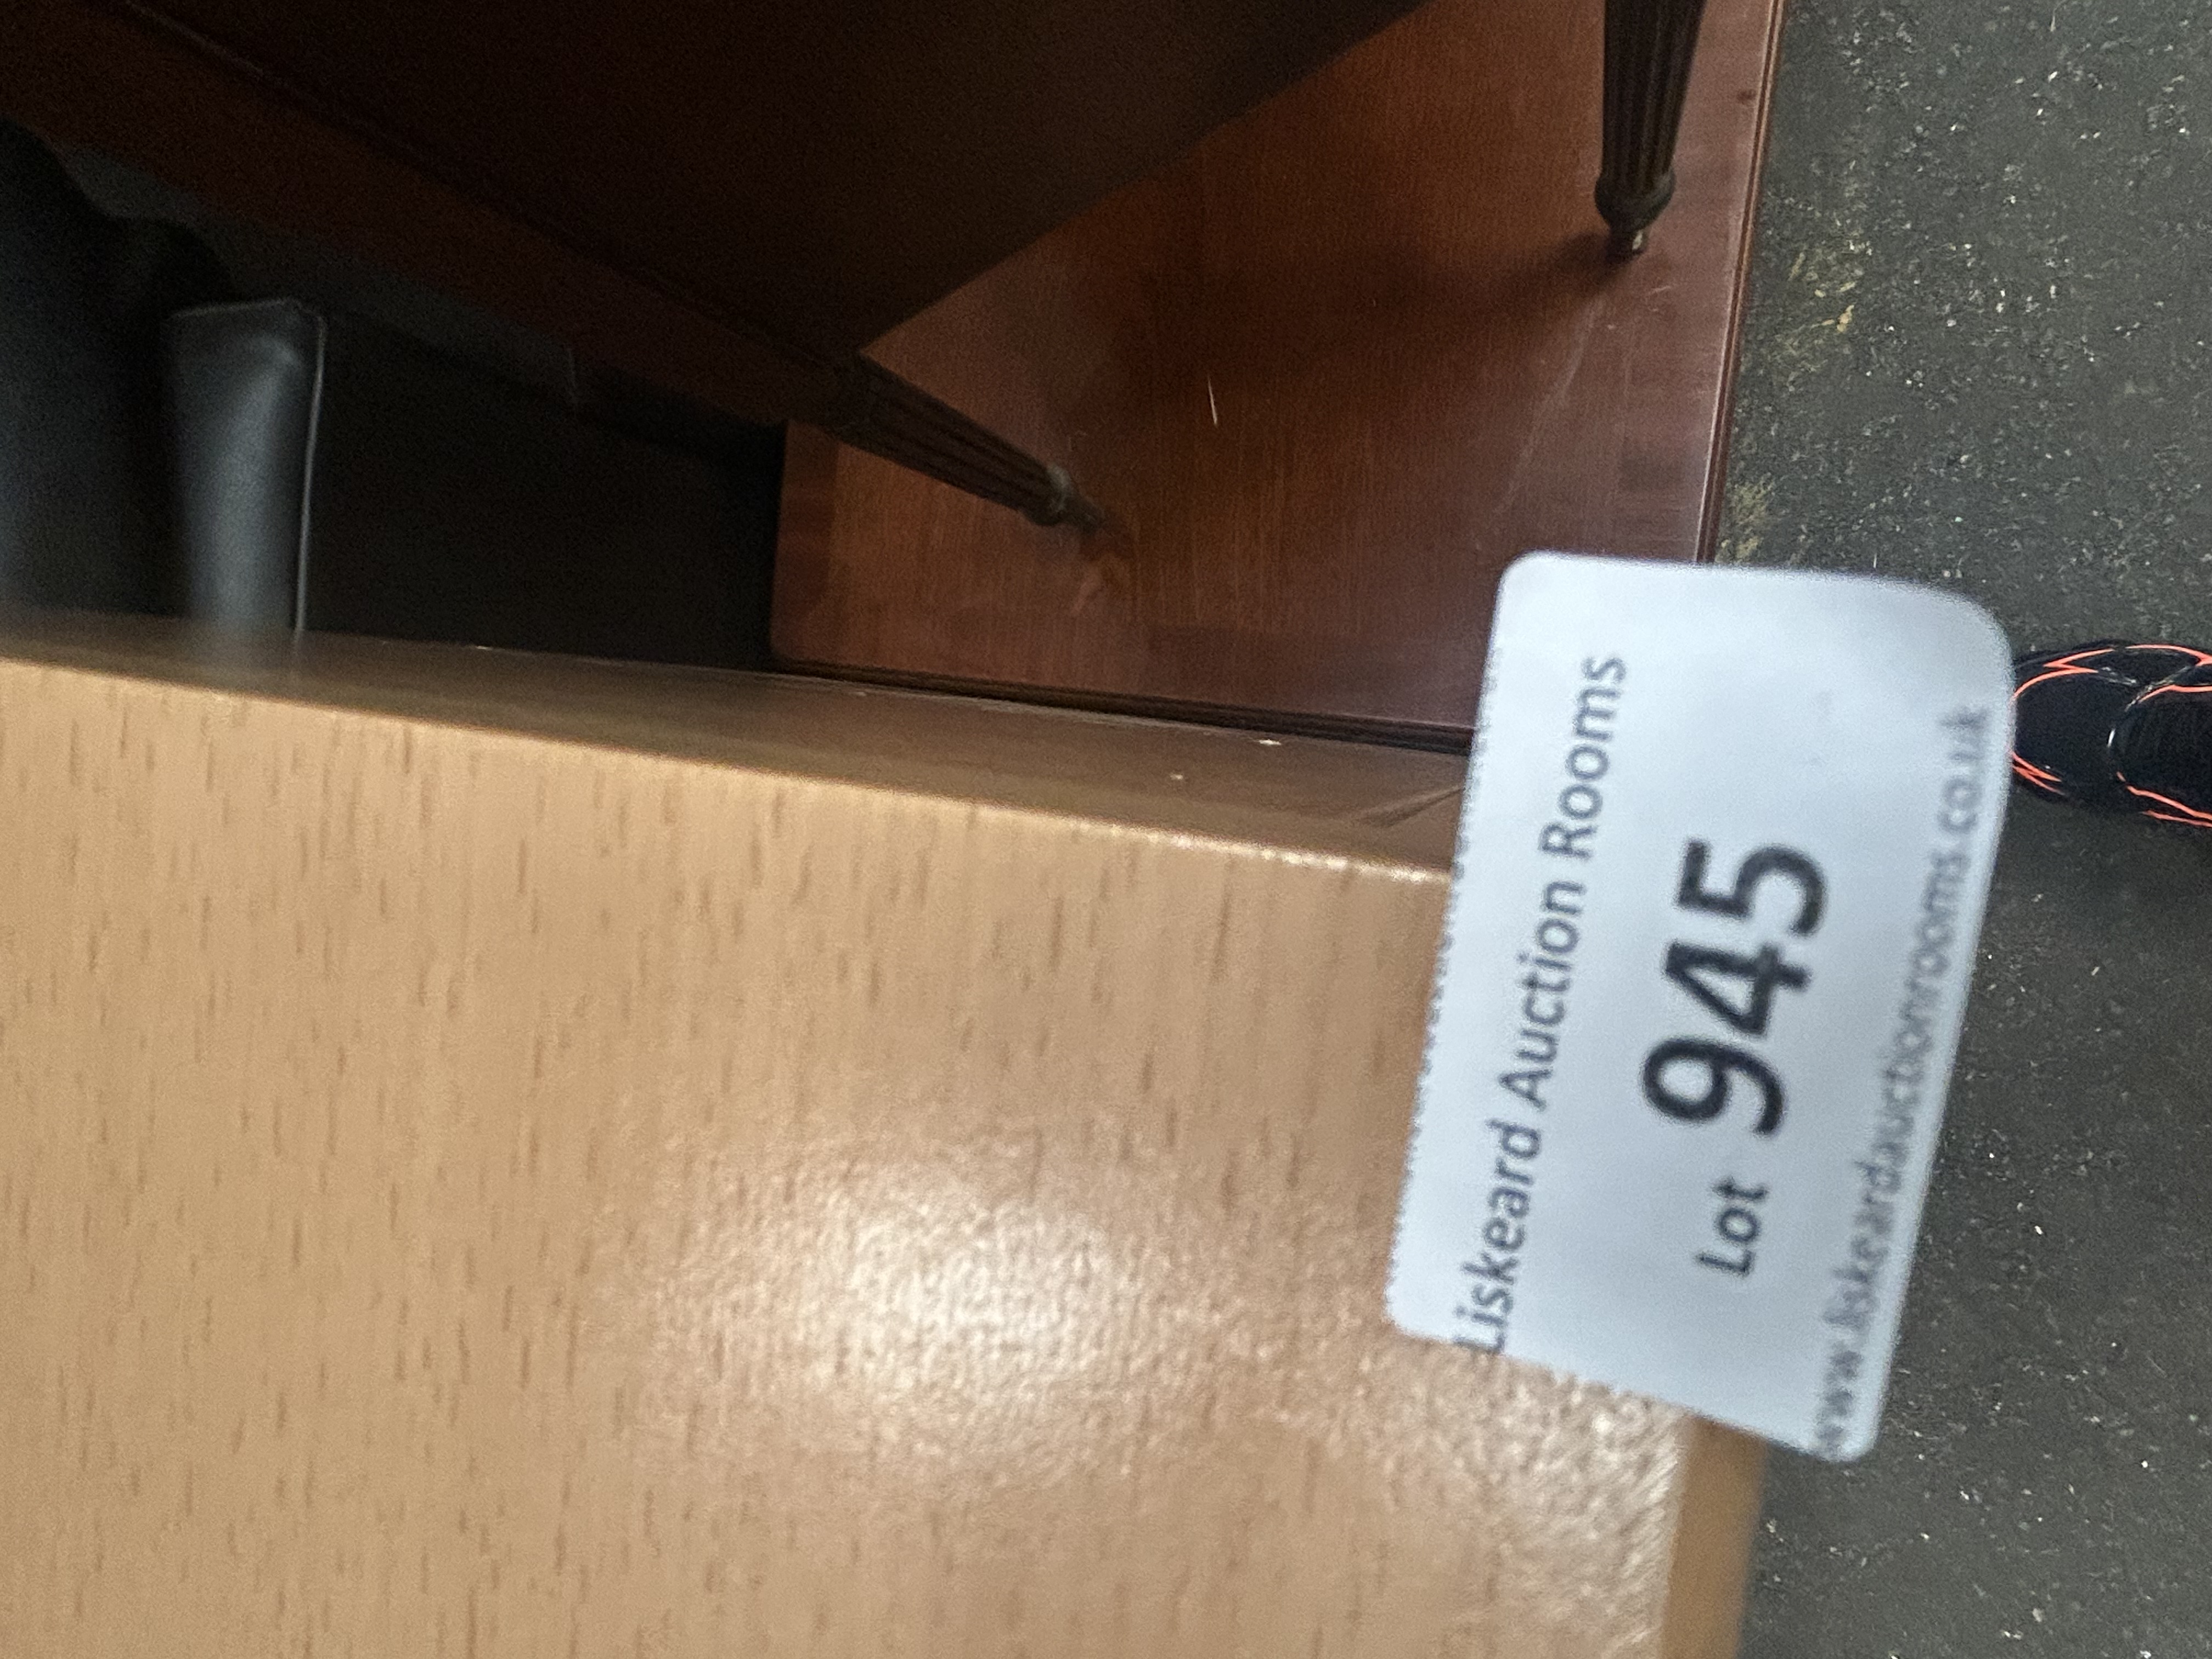 Liskeard Auction Rooms
Lot 945
www.liskeardauctionrooms.co.uk